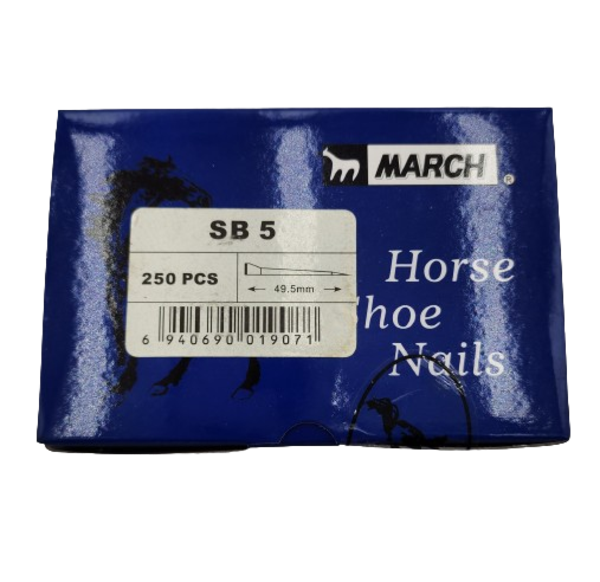 MARCH
®
SB 5
250 PCS
49.5mm
6 940690 019071
Horse
Shoe
Nails